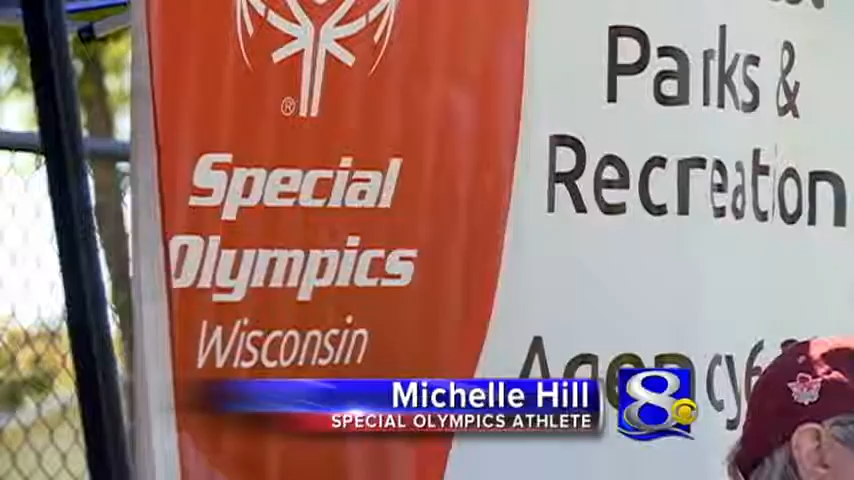 Special
Olympics
Wisconsin
Parks &
Recreation
Michelle Hill
SPECIAL OLYMPICS ATHLETE
8